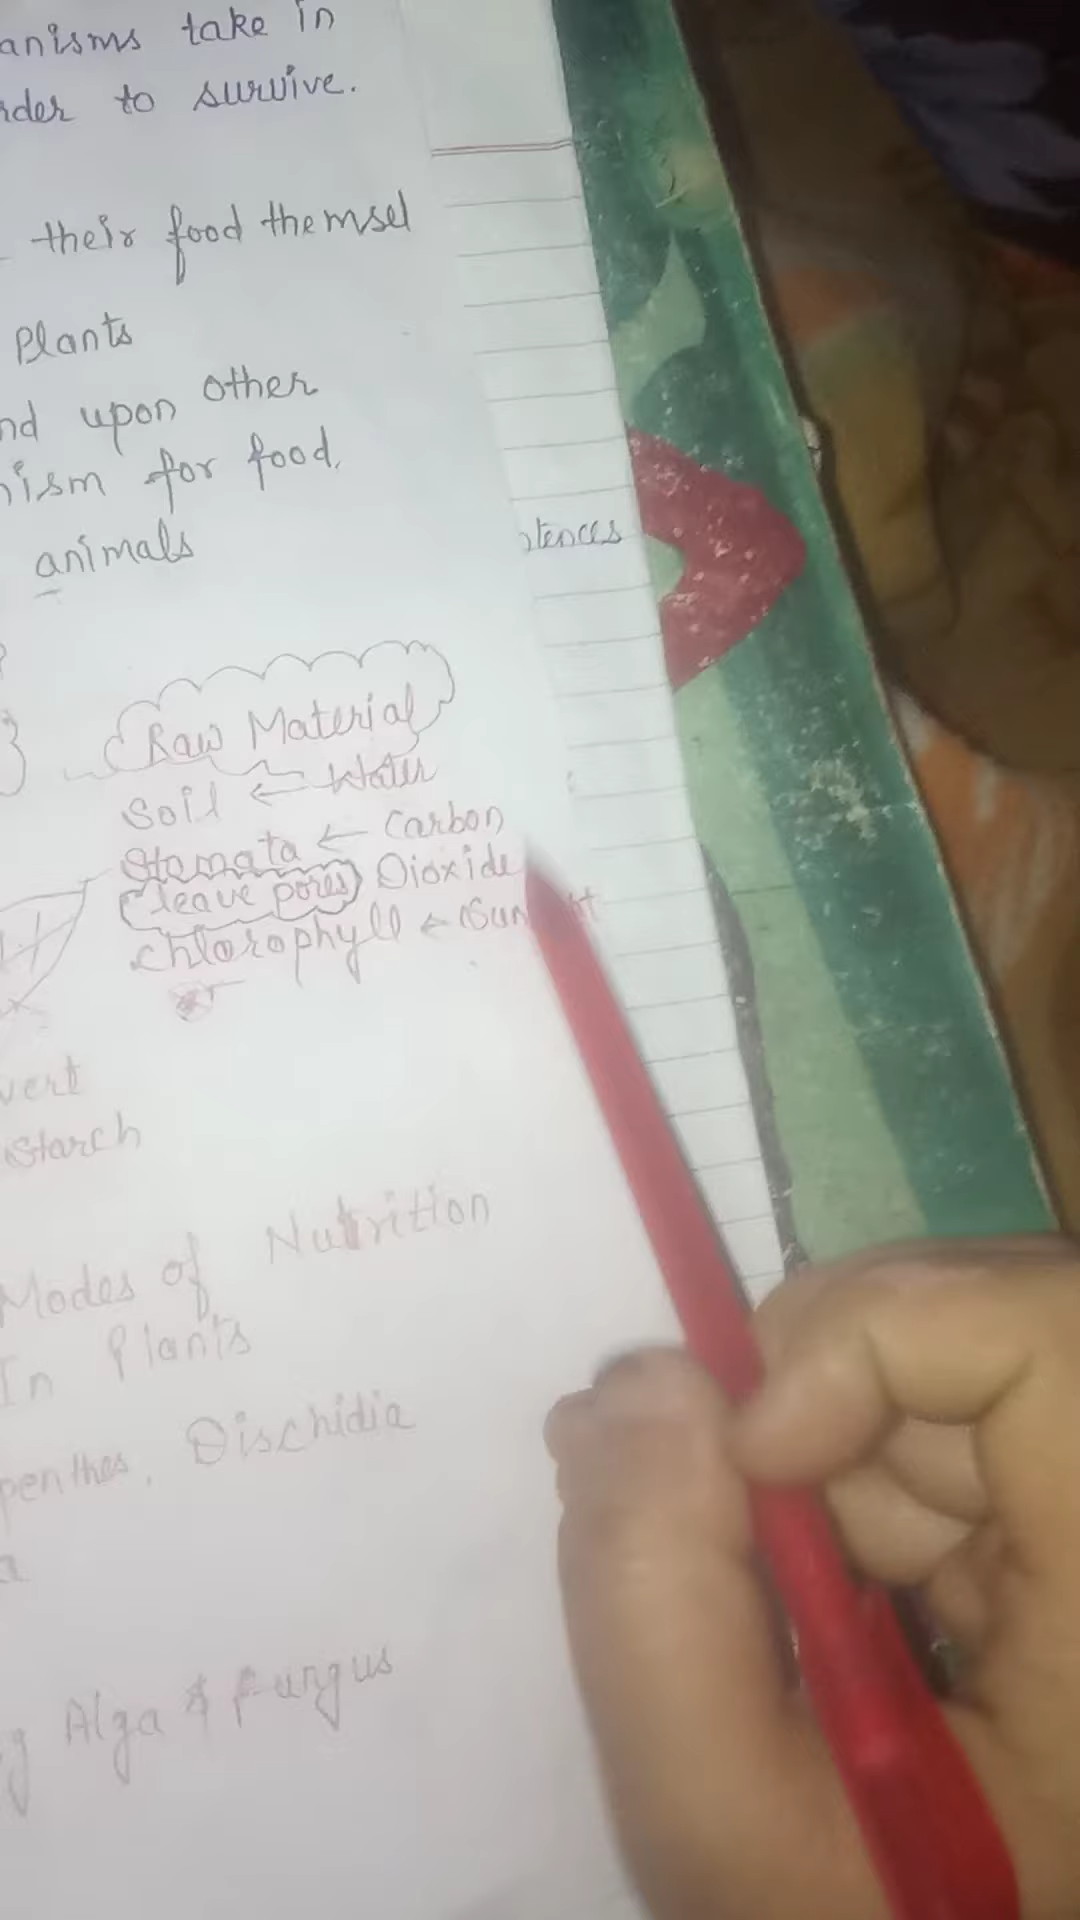 anisms take in
rder to survive.
their food themsel
Plants
nd upon other
nism for food,
animals
tences
Raw Material
Soil ← Water
Stomata ← Carbon
(leave pores) Dioxide
Chlorophyll ← Sun
vert
Starch
Modes of Nutrition
In Plants
penthes, Dischidia
a
g Alga & Fungus